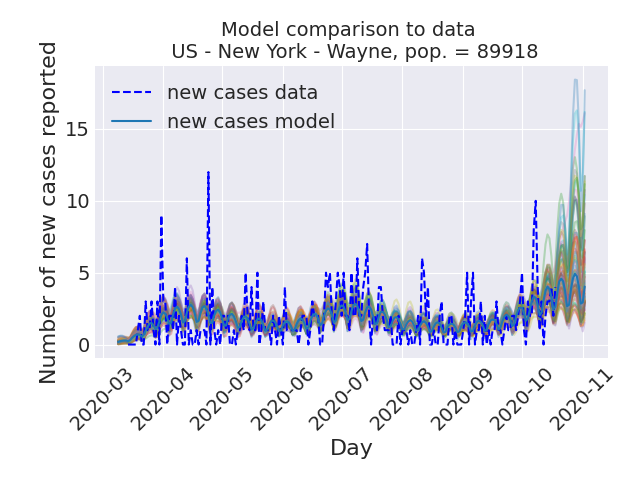 Model comparison to data
US - New York - Wayne, pop. = 89918
Number of new cases reported
new cases data
new cases model
15
10
5
0
2020-03
2020-04
2020-05
2020-06
2020-07
2020-08
2020-09
2020-10
2020-11
Day